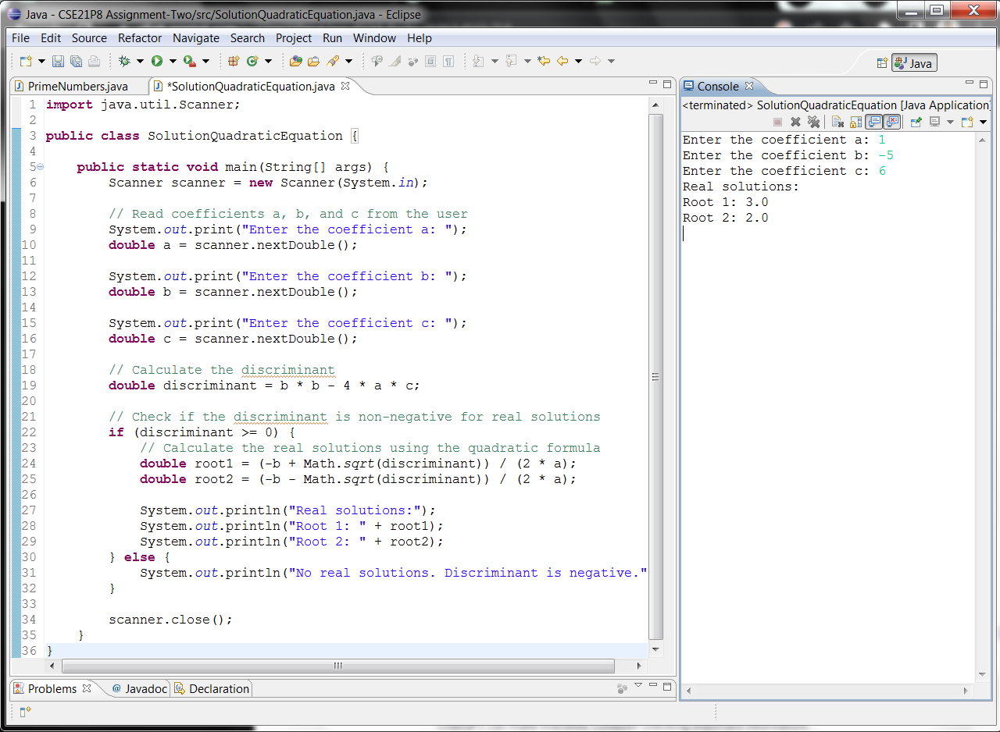 Java - CSE21P8 Assignment-Two/src/SolutionQuadraticEquation.java - Eclipse
File Edit Source Refactor Navigate Search Project Run Window Help
Java
PrimeNumbers.java *SolutionQuadraticEquation.java
1 import java.util.Scanner;
2
3 public class SolutionQuadraticEquation {
4
5 public static void main(String[] args) {
6 Scanner scanner = new Scanner(System.in);
7
8 // Read coefficients a, b, and c from the user
9 System.out.print("Enter the coefficient a: ");
10 double a = scanner.nextDouble();
11
12 System.out.print("Enter the coefficient b: ");
13 double b = scanner.nextDouble();
14
15 System.out.print("Enter the coefficient c: ");
16 double c = scanner.nextDouble();
17
18 // Calculate the discriminant
19 double discriminant = b * b - 4 * a * c;
20
21 // Check if the discriminant is non-negative for real solutions
22 if (discriminant >= 0) {
23 // Calculate the real solutions using the quadratic formula
24 double root1 = (-b + Math.sqrt(discriminant)) / (2 * a);
25 double root2 = (-b - Math.sqrt(discriminant)) / (2 * a);
26
27 System.out.println("Real solutions:");
28 System.out.println("Root 1: " + root1);
29 System.out.println("Root 2: " + root2);
30 } else {
31 System.out.println("No real solutions. Discriminant is negative."
32 }
33
34 scanner.close();
35 }
36 }
Console
<terminated> SolutionQuadraticEquation [Java Application]
Enter the coefficient a: 1
Enter the coefficient b: -5
Enter the coefficient c: 6
Real solutions:
Root 1: 3.0
Root 2: 2.0
Problems @ Javadoc Declaration